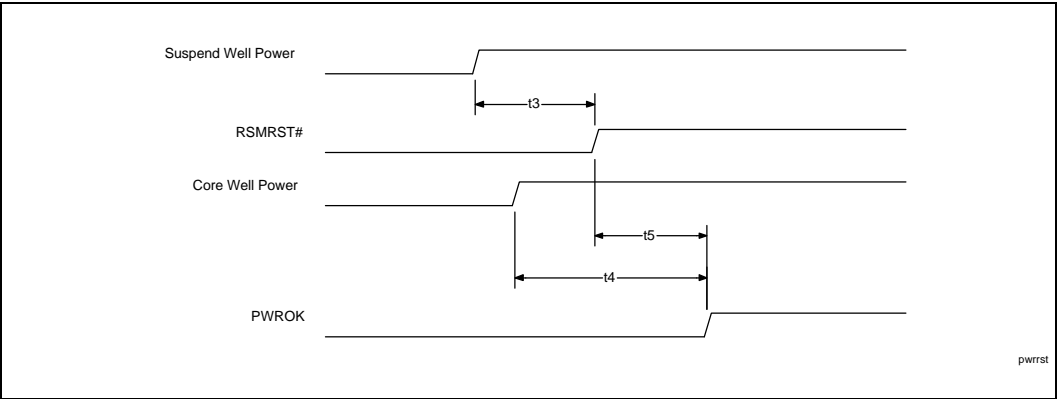 Suspend Well Power
t3
RSMRST#
Core Well Power
t5
t4
PWROK
pwrrst